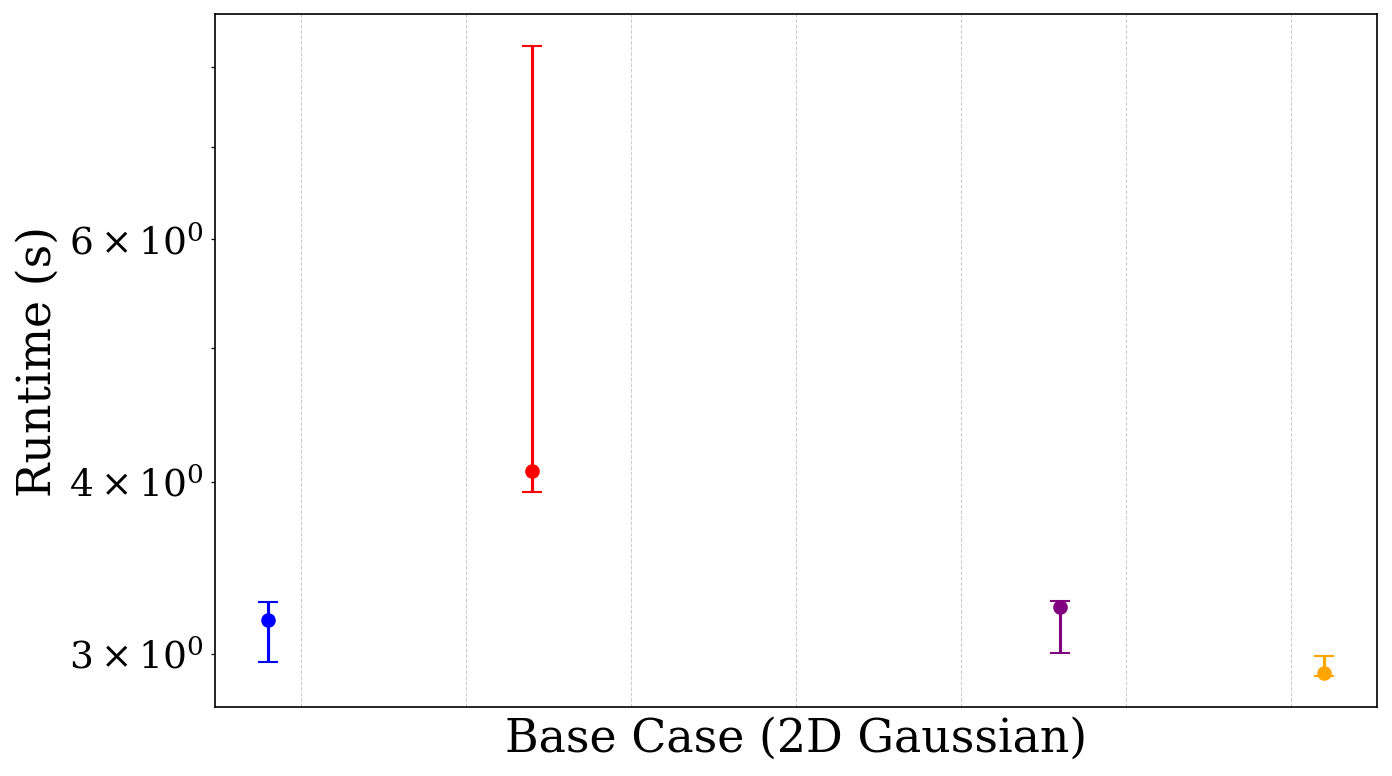 Runtime (s)
6 × 10⁰
4 × 10⁰
3 × 10⁰
Base Case (2D Gaussian)